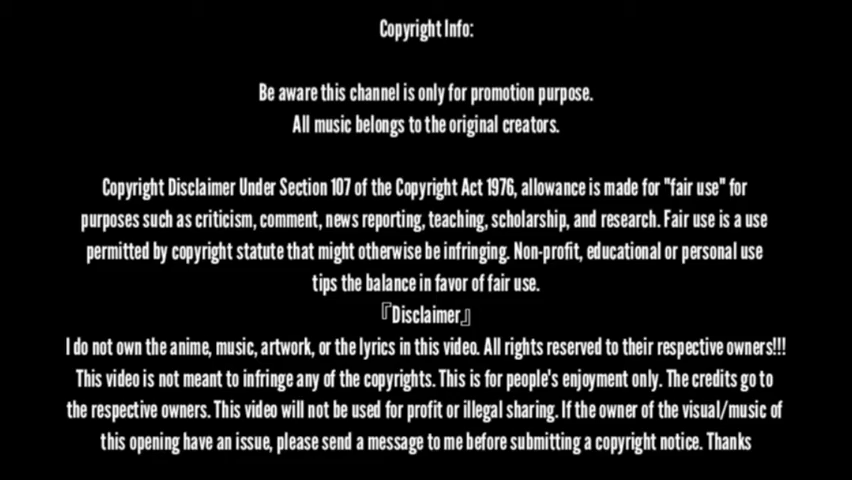 Copyright Info:
Be aware this channel is only for promotion purpose.
All music belongs to the original creators.
Copyright Disclaimer Under Section 107 of the Copyright Act 1976, allowance is made for "fair use" for
purposes such as criticism, comment, news reporting, teaching, scholarship, and research. Fair use is a use
permitted by copyright statute that might otherwise be infringing. Non-profit, educational or personal use
tips the balance in favor of fair use.
『Disclaimer』
I do not own the anime, music, artwork, or the lyrics in this video. All rights reserved to their respective owners!!!
This video is not meant to infringe any of the copyrights. This is for people's enjoyment only. The credits go to
the respective owners. This video will not be used for profit or illegal sharing. If the owner of the visual/music of
this opening have an issue, please send a message to me before submitting a copyright notice. Thanks